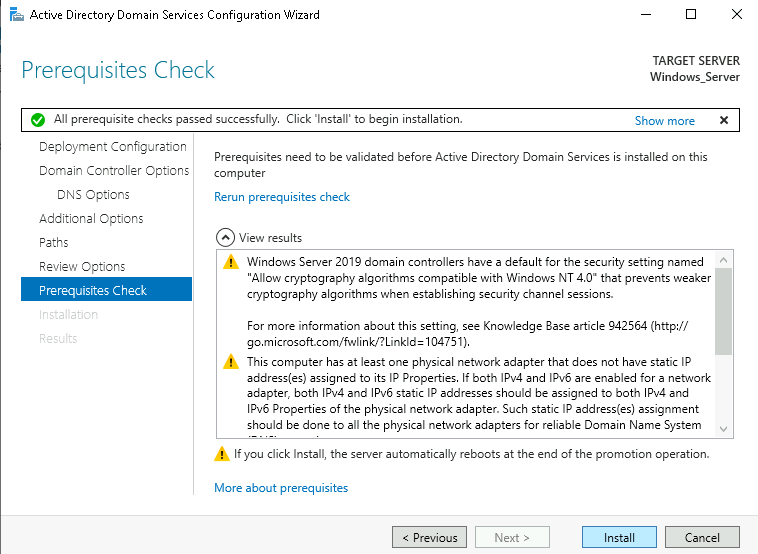 Active Directory Domain Services Configuration Wizard
Prerequisites Check
TARGET SERVER
Windows_Server
All prerequisite checks passed successfully. Click 'Install' to begin installation.
Show more
Deployment Configuration
Domain Controller Options
DNS Options
Additional Options
Paths
Review Options
Prerequisites Check
Installation
Results
Prerequisites need to be validated before Active Directory Domain Services is installed on this
computer
Rerun prerequisites check
View results
Windows Server 2019 domain controllers have a default for the security setting named
"Allow cryptography algorithms compatible with Windows NT 4.0" that prevents weaker
cryptography algorithms when establishing security channel sessions.
For more information about this setting, see Knowledge Base article 942564 (http://
go.microsoft.com/fwlink/?LinkId=104751).
This computer has at least one physical network adapter that does not have static IP
address(es) assigned to its IP Properties. If both IPv4 and IPv6 are enabled for a network
adapter, both IPv4 and IPv6 static IP addresses should be assigned to both IPv4 and
IPv6 Properties of the physical network adapter. Such static IP address(es) assignment
should be done to all the physical network adapters for reliable Domain Name System
If you click Install, the server automatically reboots at the end of the promotion operation.
More about prerequisites
< Previous
Next >
Install
Cancel